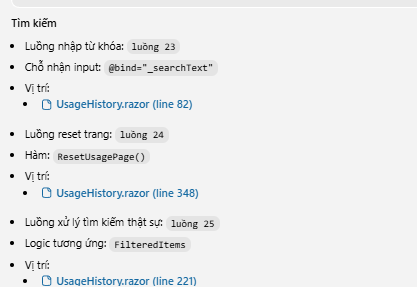 Tìm kiếm
Luồng nhập từ khóa: luồng 23
Chỗ nhận input: @bind="_searchText"
Vị trí:
UsageHistory.razor (line 82)
Luồng reset trang: luồng 24
Hàm: ResetUsagePage()
Vị trí:
UsageHistory.razor (line 348)
Luồng xử lý tìm kiếm thật sự: luồng 25
Logic tương ứng: FilteredItems
Vị trí:
UsageHistory.razor (line 221)